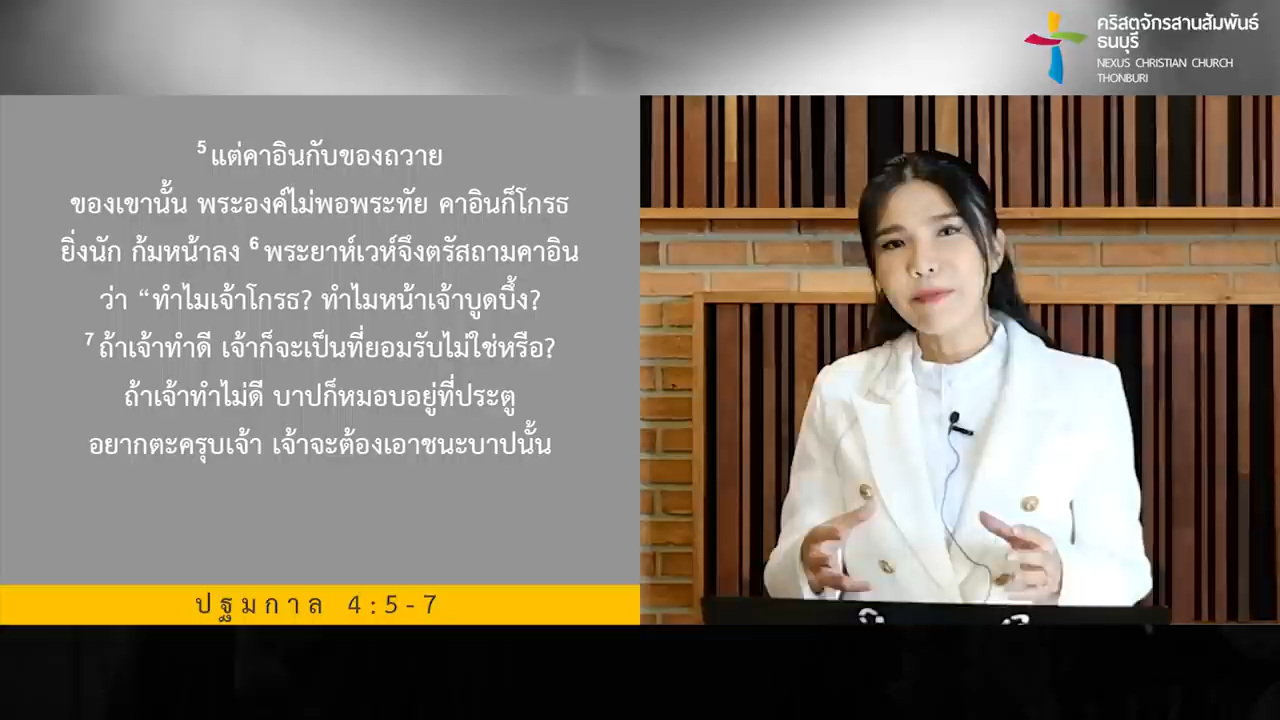 คริสตจักรสานสัมพันธ์
ธนบุรี
NEXUS CHRISTIAN CHURCH
THONBURI
5 แต่คาอินกับของถวาย
ของเขานั้น พระองค์ไม่พอพระทัย คาอินก็โกรธ
ยิ่งนัก ก้มหน้าลง 6 พระยาห์เวห์จึงตรัสถามคาอิน
ว่า “ทำไมเจ้าโกรธ? ทำไมหน้าเจ้าบูดบึ้ง?
7 ถ้าเจ้าทำดี เจ้าก็จะเป็นที่ยอมรับไม่ใช่หรือ?
ถ้าเจ้าทำไม่ดี บาปก็หมอบอยู่ที่ประตู
อยากตะครุบเจ้า เจ้าจะต้องเอาชนะบาปนั้น
ปฐมกาล 4:5-7